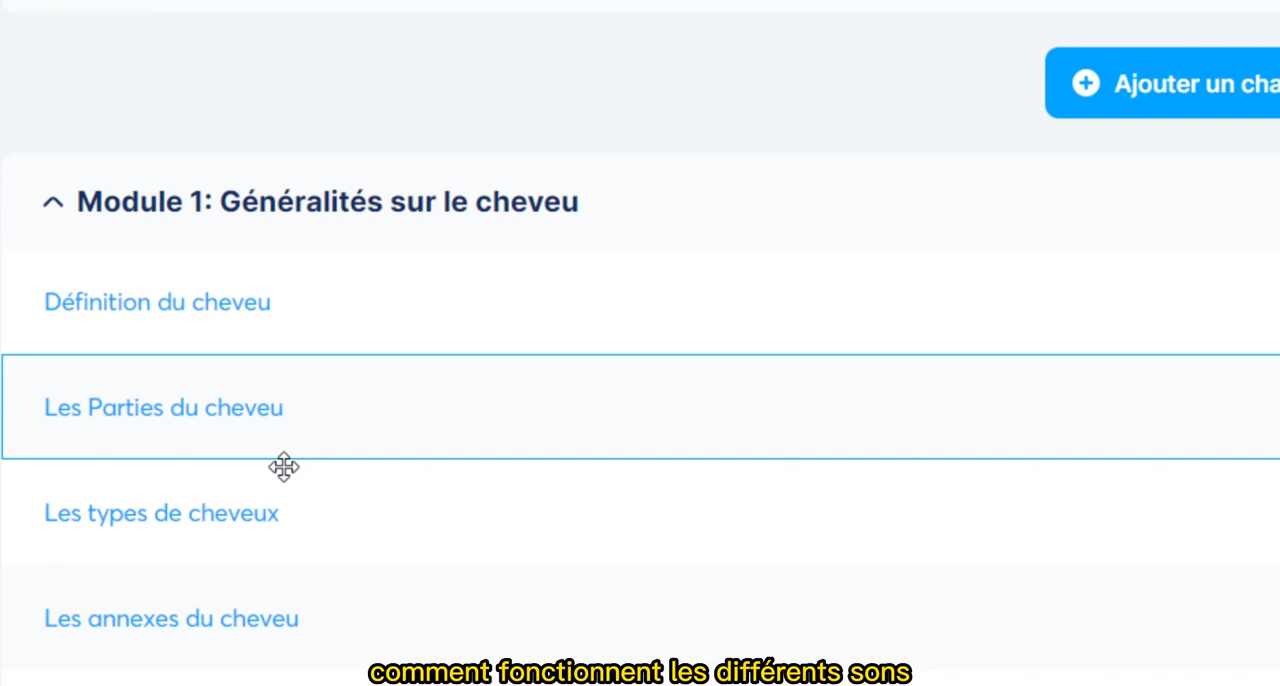 Ajouter un cha
Module 1: Généralités sur le cheveu
Définition du cheveu
Les Parties du cheveu
Les types de cheveux
Les annexes du cheveu
comment fonctionnent les différents sons